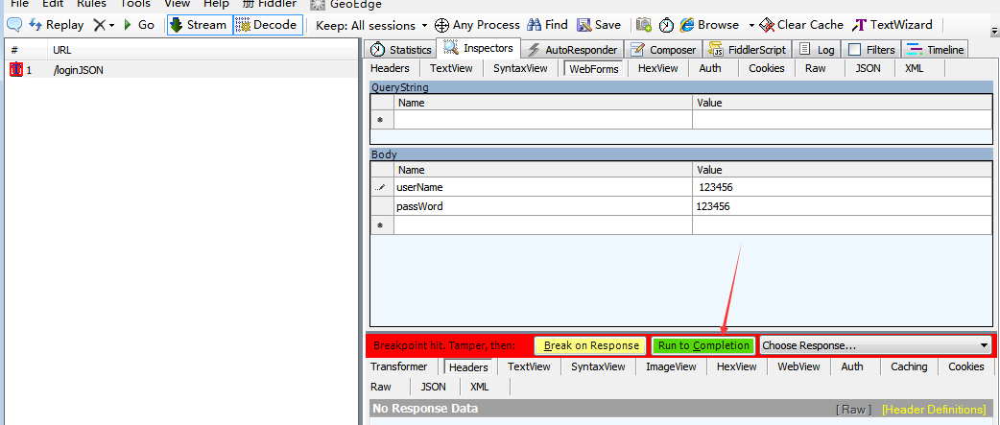 File Edit Rules Tools View Help 册 Fiddler GeoEdge
Replay Go Stream Decode Keep: All sessions Any Process Find Save Browse Clear Cache TextWizard
# URL
1 /loginJSON
Statistics Inspectors AutoResponder Composer FiddlerScript Log Filters Timeline
Headers TextView SyntaxView WebForms HexView Auth Cookies Raw JSON XML
QueryString
Name Value
Body
Name Value
userName 123456
passWord 123456
Breakpoint hit. Tamper, then: Break on Response Run to Completion Choose Response...
Transformer Headers TextView SyntaxView ImageView HexView WebView Auth Caching Cookies
Raw JSON XML
No Response Data [ Raw ] [Header Definitions]